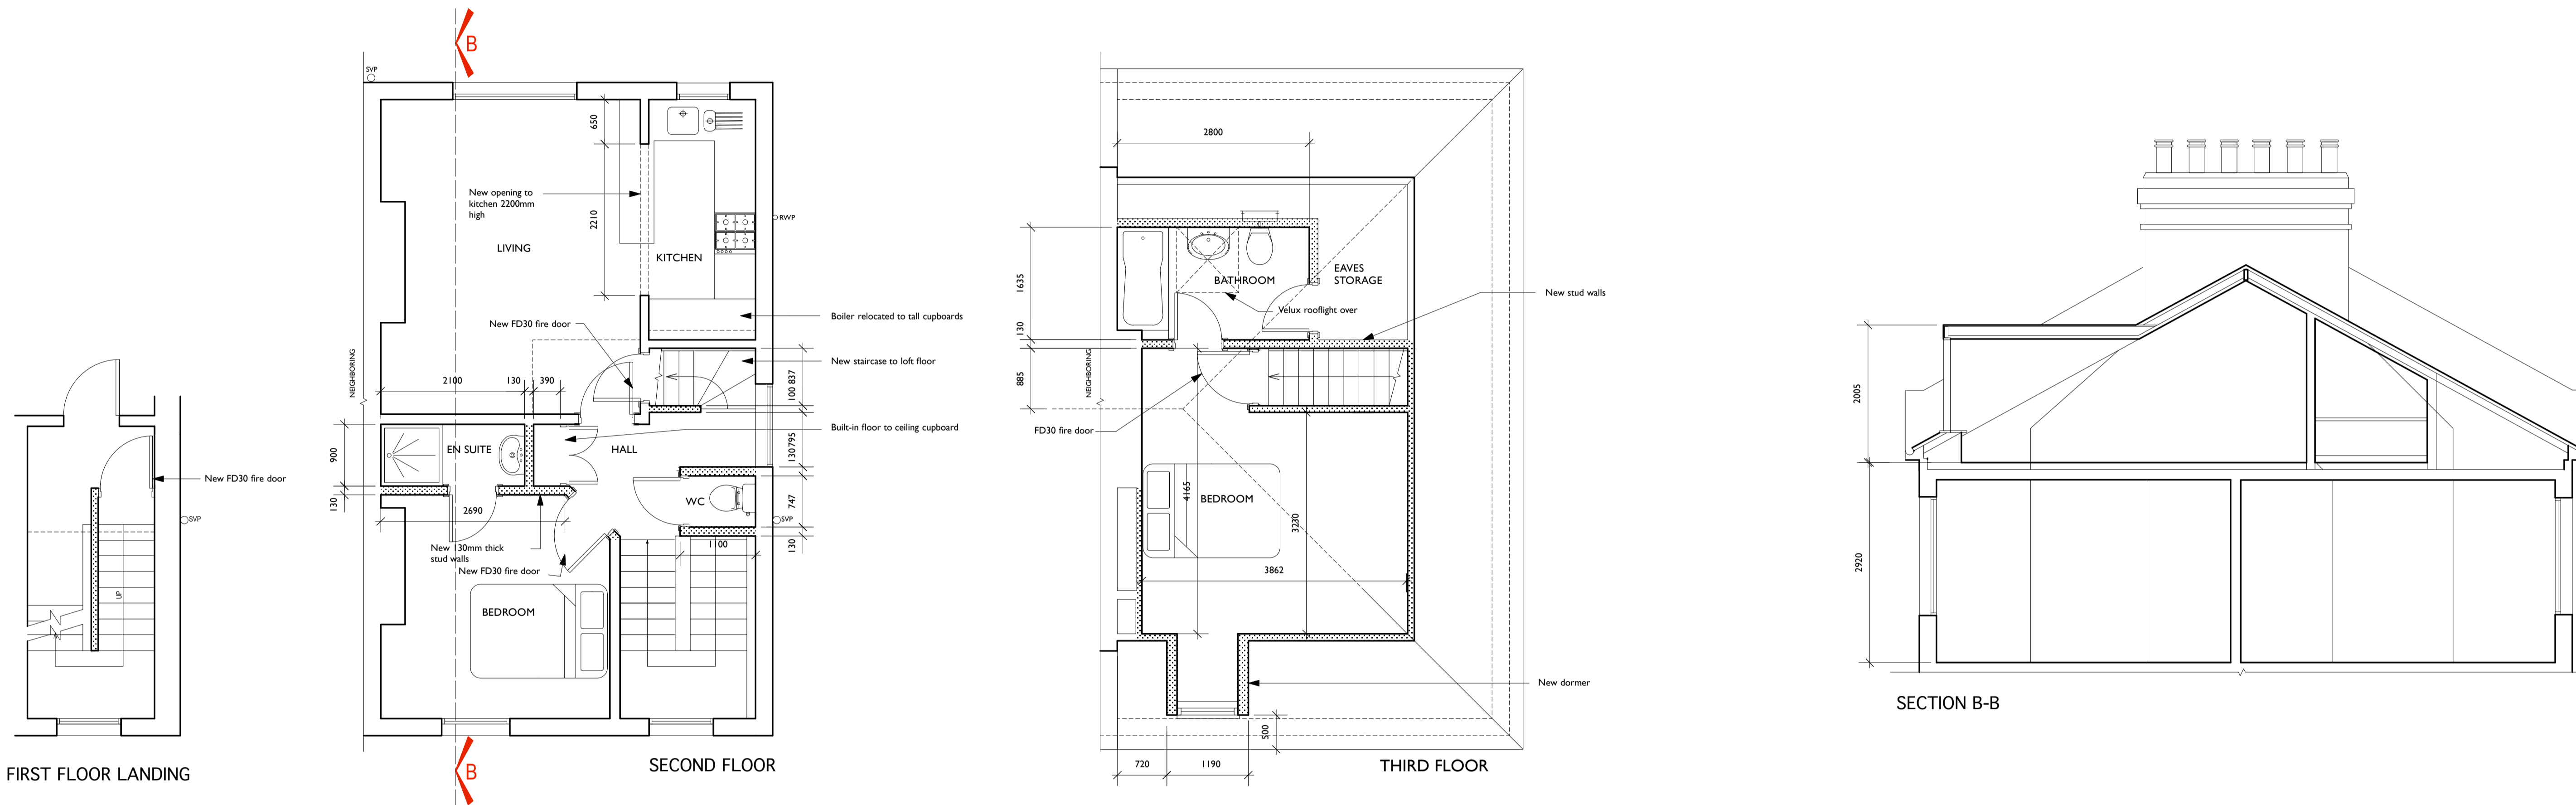 New FD30 fire door
SVP
UP
FIRST FLOOR LANDING
B
SVP
650
New opening to
kitchen 2200mm
high
2210
RWP
LIVING
KITCHEN
New FD30 fire door
Boiler relocated to tall cupboards
New staircase to loft floor
NEIGHBORING
2100
130
390
837
100
Built-in floor to ceiling cupboard
EN SUITE
HALL
900
795
130
130
2690
WC
747
SVP
New 130mm thick
stud walls
New FD30 fire door
1100
130
BEDROOM
B
SECOND FLOOR
2800
1635
BATHROOM
EAVES
STORAGE
New stud walls
Velux rooflight over
130
NEIGHBORING
885
FD30 fire door
4165
BEDROOM
3230
3862
New dormer
500
720
1190
THIRD FLOOR
2005
2920
SECTION B-B